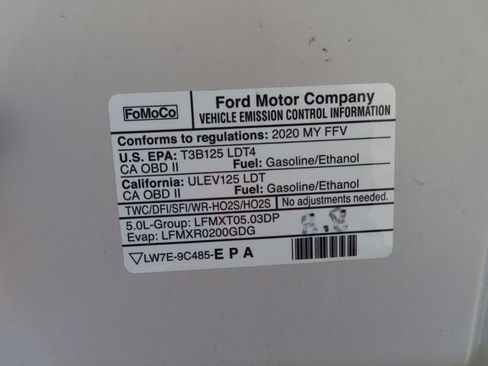 FoMoCo
Ford Motor Company
VEHICLE EMISSION CONTROL INFORMATION
Conforms to regulations: 2020 MY FFV
U.S. EPA: T3B125 LDT4
CA OBD II Fuel: Gasoline/Ethanol
California: ULEV125 LDT
CA OBD II Fuel: Gasoline/Ethanol
TWC/DFI/SFI/WR-HO2S/HO2S No adjustments needed.
5.0L-Group: LFMXT05.03DP
Evap: LFMXR0200GDG
LW7E-9C485-EPA